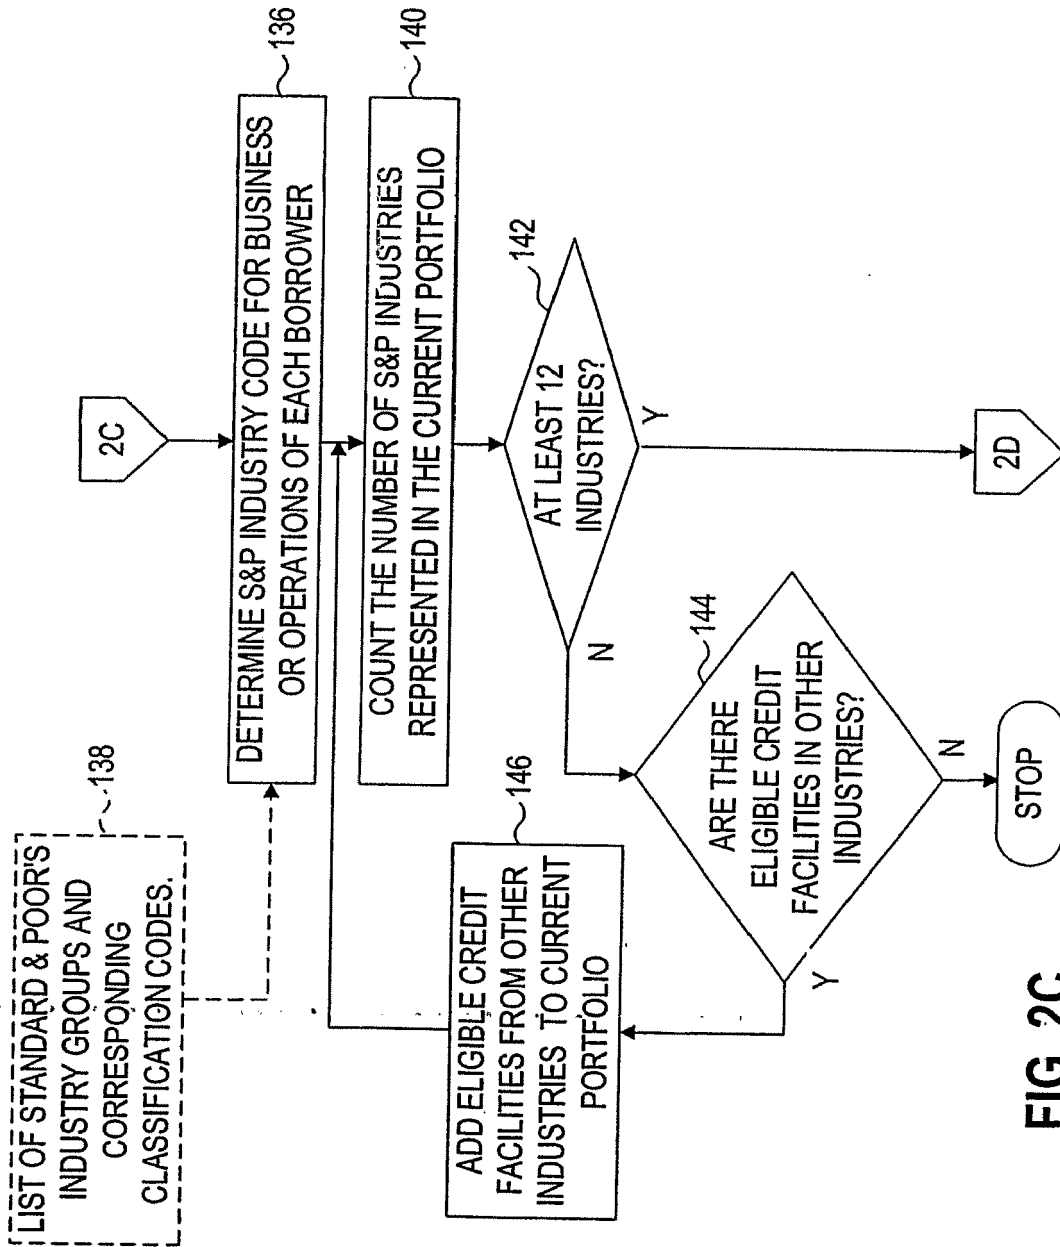 2C
LIST OF STANDARD & POOR'S
INDUSTRY GROUPS AND
CORRESPONDING
CLASSIFICATION CODES.
138
DETERMINE S&P INDUSTRY CODE FOR BUSINESS
OR OPERATIONS OF EACH BORROWER
136
COUNT THE NUMBER OF S&P INDUSTRIES
REPRESENTED IN THE CURRENT PORTFOLIO
140
AT LEAST 12
INDUSTRIES?
142
N
Y
ADD ELIGIBLE CREDIT
FACILITIES FROM OTHER
INDUSTRIES TO CURRENT
PORTFOLIO
146
ARE THERE
ELIGIBLE CREDIT
FACILITIES IN OTHER
INDUSTRIES?
144
Y
N
STOP
2D
FIG. 2C